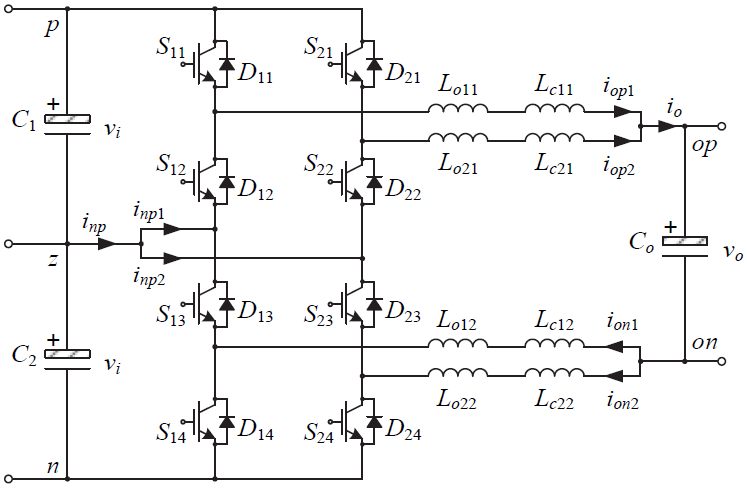 p
S11 D11 S21 D21 Lo11 Lc11 iop1 io
+ C1 vi
Lo21 Lc21 iop2 op
S12 D12 S22 D22
inp inp1
+ Co vo
z inp2
S13 D13 S23 D23 Lo12 Lc12 ion1
+ C2 vi
on
Lo22 Lc22 ion2
S14 D14 S24 D24
n